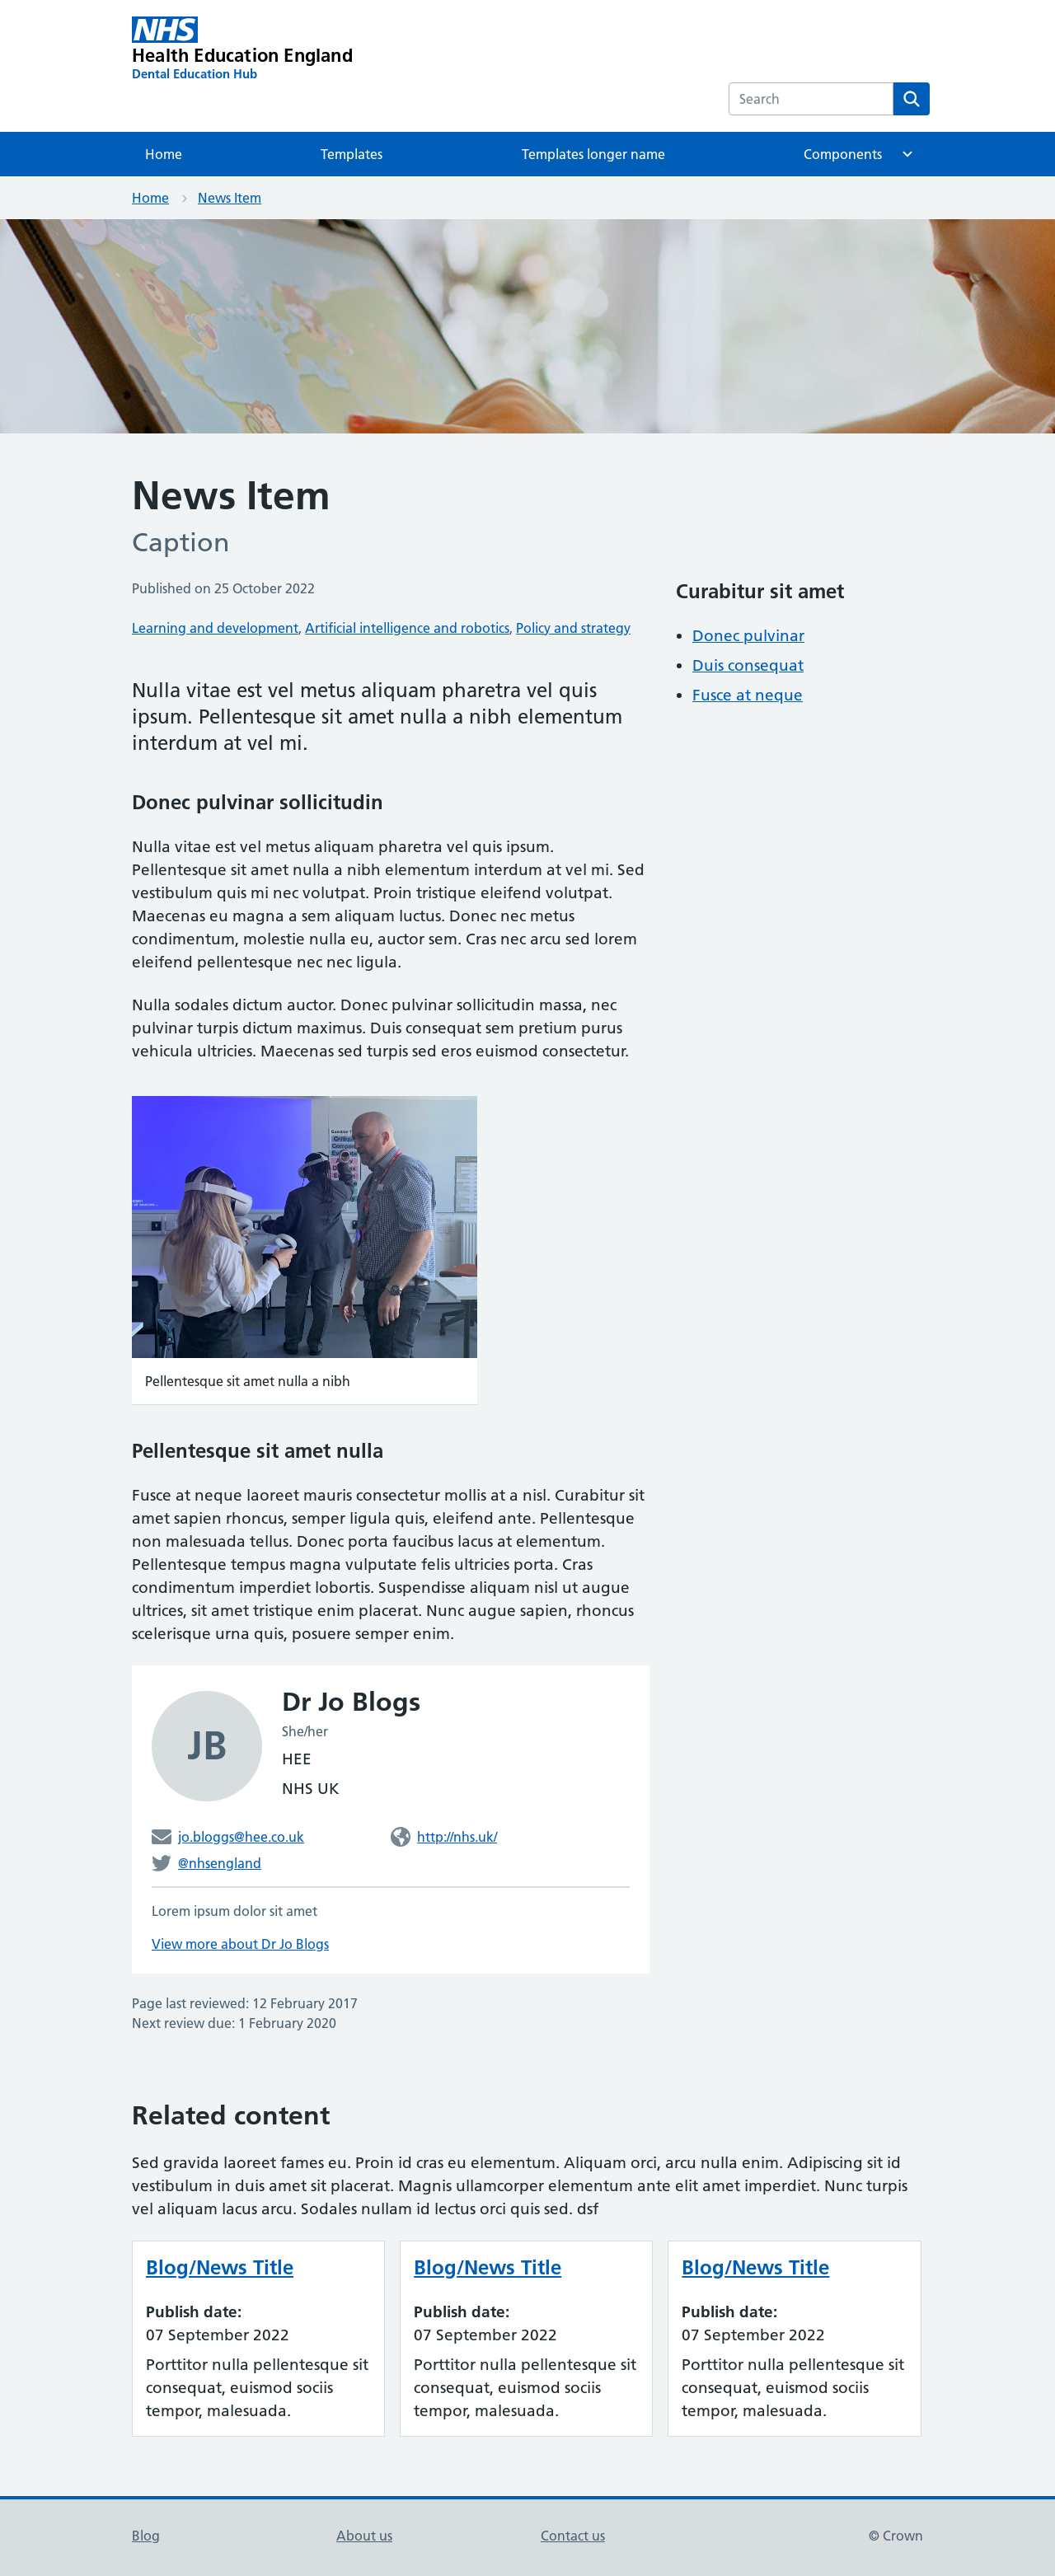 NHS
Health Education England
Dental Education Hub
Search
Home
Templates
Templates longer name
Components
Home
News Item
News Item
Caption
Published on 25 October 2022
Learning and development, Artificial intelligence and robotics, Policy and strategy
Nulla vitae est vel metus aliquam pharetra vel quis
ipsum. Pellentesque sit amet nulla a nibh elementum
interdum at vel mi.
Donec pulvinar sollicitudin
Nulla vitae est vel metus aliquam pharetra vel quis ipsum.
Pellentesque sit amet nulla a nibh elementum interdum at vel mi. Sed
vestibulum quis mi nec volutpat. Proin tristique eleifend volutpat.
Maecenas eu magna a sem aliquam luctus. Donec nec metus
condimentum, molestie nulla eu, auctor sem. Cras nec arcu sed lorem
eleifend pellentesque nec nec ligula.
Nulla sodales dictum auctor. Donec pulvinar sollicitudin massa, nec
pulvinar turpis dictum maximus. Duis consequat sem pretium purus
vehicula ultricies. Maecenas sed turpis sed eros euismod consectetur.
Pellentesque sit amet nulla a nibh
Pellentesque sit amet nulla
Fusce at neque laoreet mauris consectetur mollis at a nisl. Curabitur sit
amet sapien rhoncus, semper ligula quis, eleifend ante. Pellentesque
non malesuada tellus. Donec porta faucibus lacus at elementum.
Pellentesque tempus magna vulputate felis ultricies porta. Cras
condimentum imperdiet lobortis. Suspendisse aliquam nisl ut augue
ultrices, sit amet tristique enim placerat. Nunc augue sapien, rhoncus
scelerisque urna quis, posuere semper enim.
JB
Dr Jo Blogs
She/her
HEE
NHS UK
jo.bloggs@hee.co.uk
http://nhs.uk/
@nhsengland
Lorem ipsum dolor sit amet
View more about Dr Jo Blogs
Page last reviewed: 12 February 2017
Next review due: 1 February 2020
Curabitur sit amet
Donec pulvinar
Duis consequat
Fusce at neque
Related content
Sed gravida laoreet fames eu. Proin id cras eu elementum. Aliquam orci, arcu nulla enim. Adipiscing sit id
vestibulum in duis amet sit placerat. Magnis ullamcorper elementum ante elit amet imperdiet. Nunc turpis
vel aliquam lacus arcu. Sodales nullam id lectus orci quis sed. dsf
Blog/News Title
Publish date:
07 September 2022
Porttitor nulla pellentesque sit
consequat, euismod sociis
tempor, malesuada.
Blog/News Title
Publish date:
07 September 2022
Porttitor nulla pellentesque sit
consequat, euismod sociis
tempor, malesuada.
Blog/News Title
Publish date:
07 September 2022
Porttitor nulla pellentesque sit
consequat, euismod sociis
tempor, malesuada.
Blog
About us
Contact us
© Crown